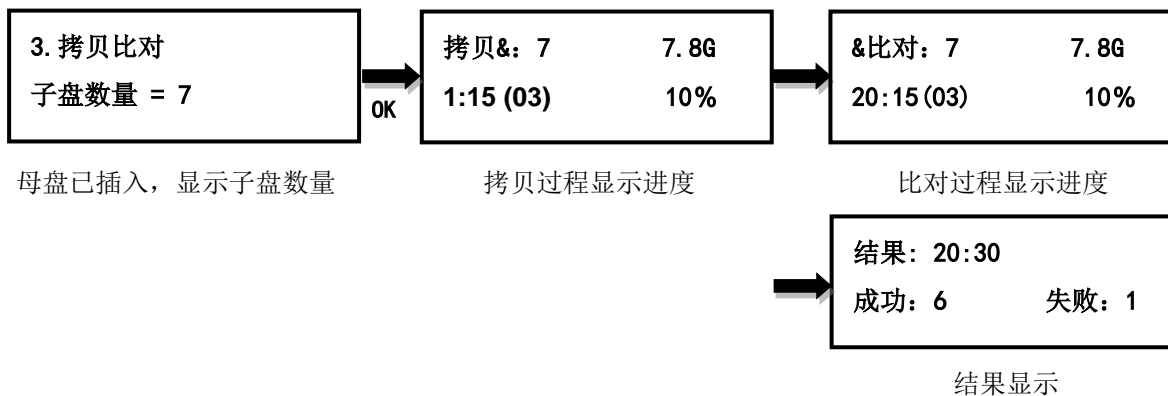 3.拷贝比对
子盘数量 = 7
OK
拷贝&: 7 7.8G
1:15 (03) 10%
&比对: 7 7.8G
20:15(03) 10%
母盘已插入，显示子盘数量
拷贝过程显示进度
比对过程显示进度
结果: 20:30
成功: 6 失败: 1
结果显示